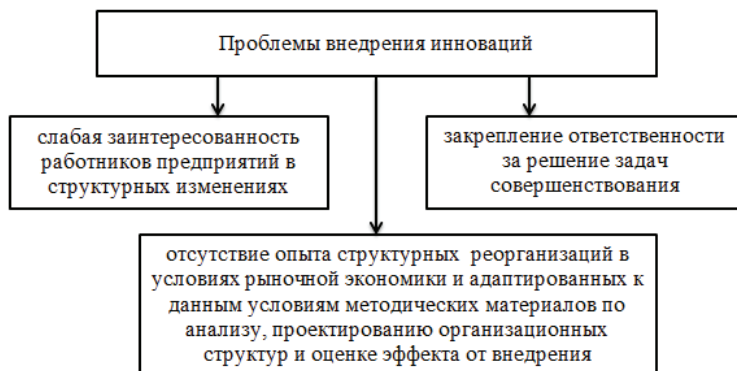 Проблемы внедрения инноваций
слабая заинтересованность
работников предприятий в
структурных изменениях
закрепление ответственности
за решение задач
совершенствования
отсутствие опыта структурных реорганизаций в
условиях рыночной экономики и адаптированных к
данным условиям методических материалов по
анализу, проектированию организационных
структур и оценке эффекта от внедрения